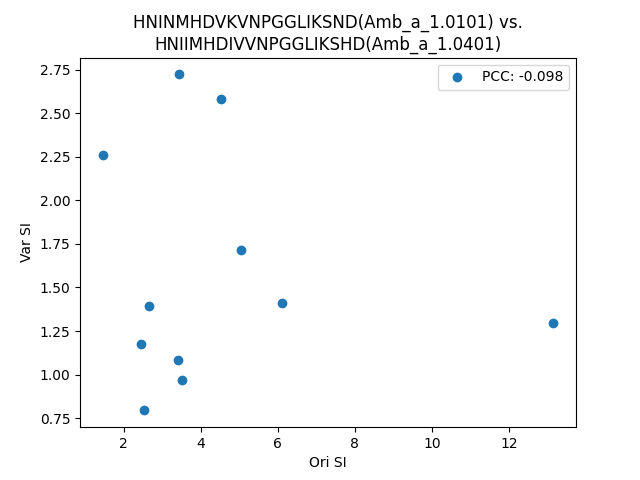 HNINMHDVKVNPGGLIKSND(Amb_a_1.0101) vs.
HNIIMHDIVVNPGGLIKSHD(Amb_a_1.0401)
PCC: -0.098
2.75
2.50
2.25
2.00
1.75
1.50
1.25
1.00
0.75
Var SI
2 4 6 8 10 12
Ori SI